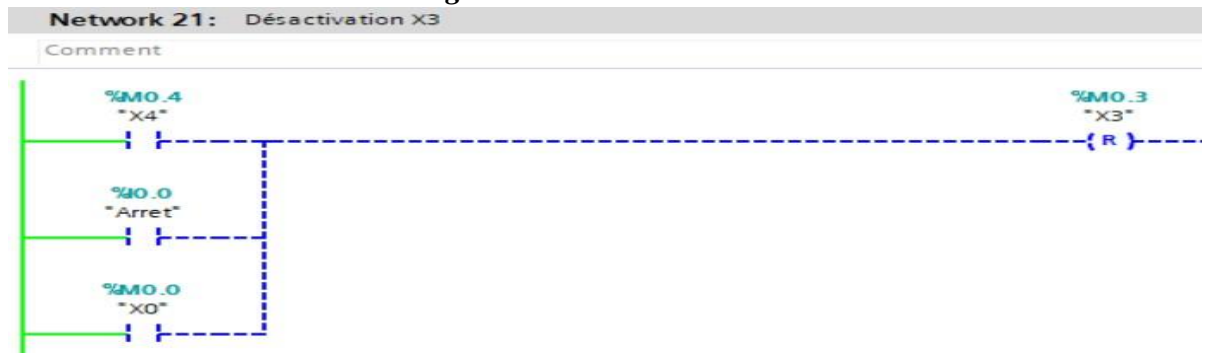 Network 21: Désactivation X3
Comment
%M0.4
"X4"
%M0.3
"X3"
( R )
%I0.0
"Arret"
%M0.0
"X0"